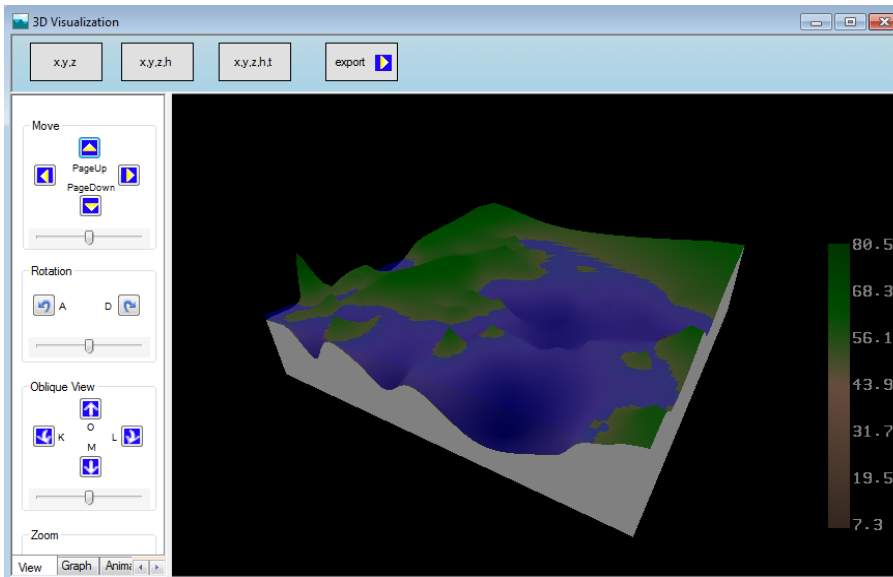 3D Visualization
x,y,z
x,y,z,h
x,y,z,h,t
export
Move
PageUp
PageDown
Rotation
A
D
Oblique View
O
K
L
M
Zoom
View
Graph
Anima
80.5
68.3
56.1
43.9
31.7
19.5
7.3